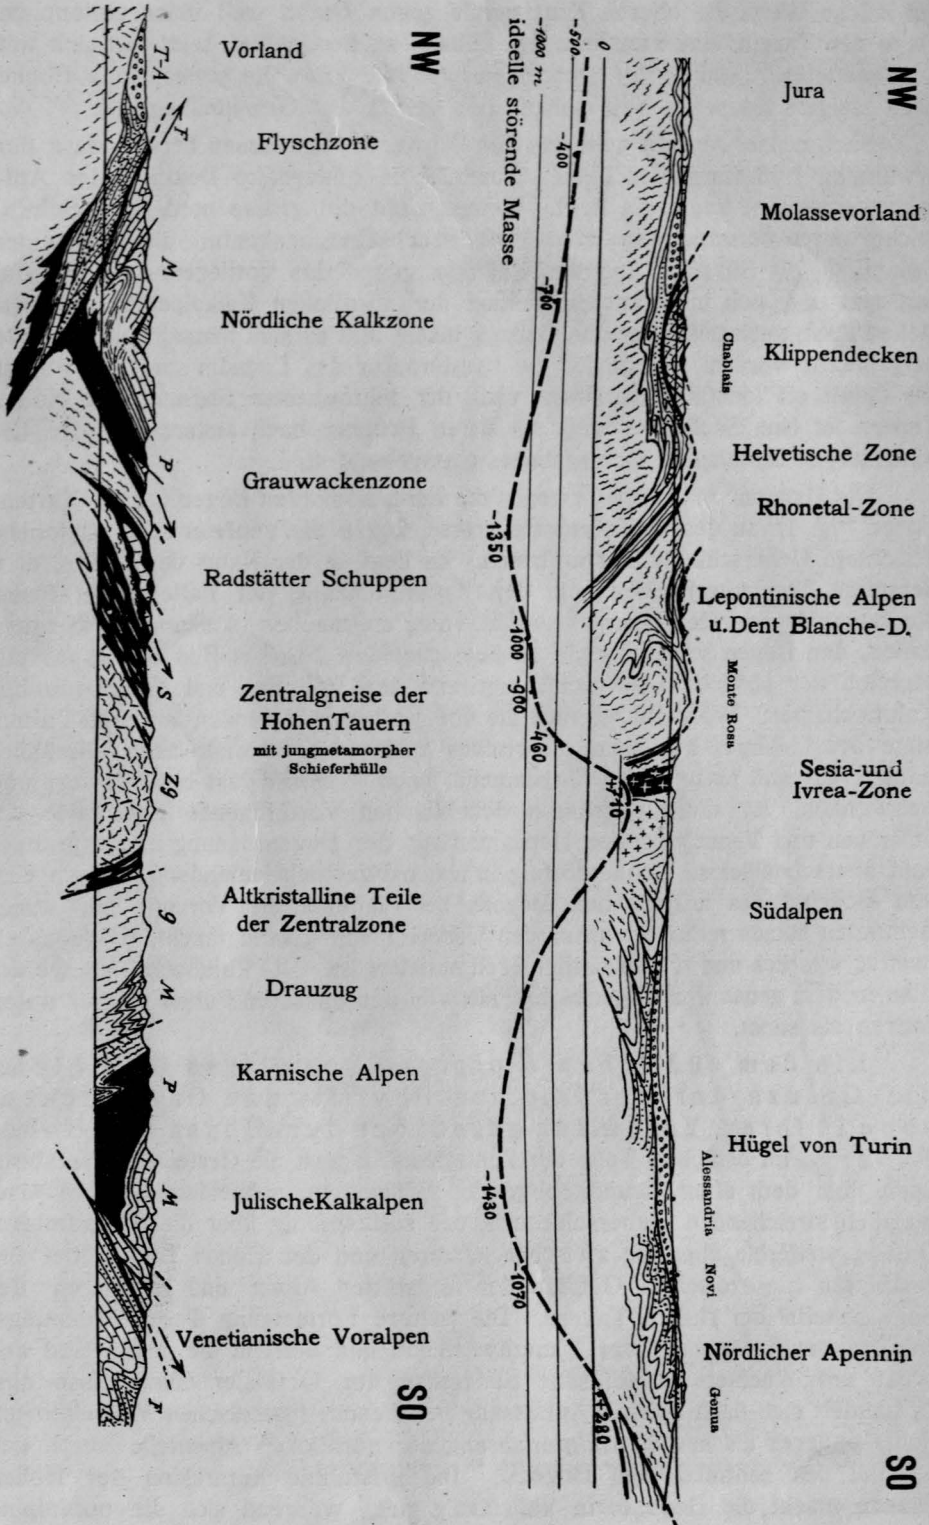 NW
Vorland
T-A
F
Flyschzone
M
Nördliche Kalkzone
P
Grauwackenzone
Radstätter Schuppen
S
Zentralgneise der
HohenTauern
mit jungmetamorpher
Schieferhülle
Zg
Altkristalline Teile
der Zentralzone
g
Drauzug
M
Karnische Alpen
P
JulischeKalkalpen
M
Venetianische Voralpen
F
SO
ideelle störende Masse
-1000 m
-500
0
-400
-700
-1350
-1000
-900
-460
+710
-1430
-1070
+280
NW
Jura
Molassevorland
Chablais
Klippendecken
Helvetische Zone
Rhonetal-Zone
Lepontinische Alpen
u.Dent Blanche-D.
Monte Rosa
Sesia-und
Ivrea-Zone
Südalpen
Hügel von Turin
Alessandria
Novi
Nördlicher Apennin
Genua
SO